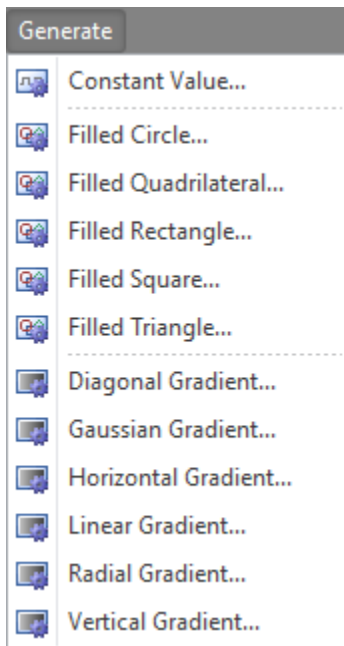 Generate
Constant Value...
Filled Circle...
Filled Quadrilateral...
Filled Rectangle...
Filled Square...
Filled Triangle...
Diagonal Gradient...
Gaussian Gradient...
Horizontal Gradient...
Linear Gradient...
Radial Gradient...
Vertical Gradient...